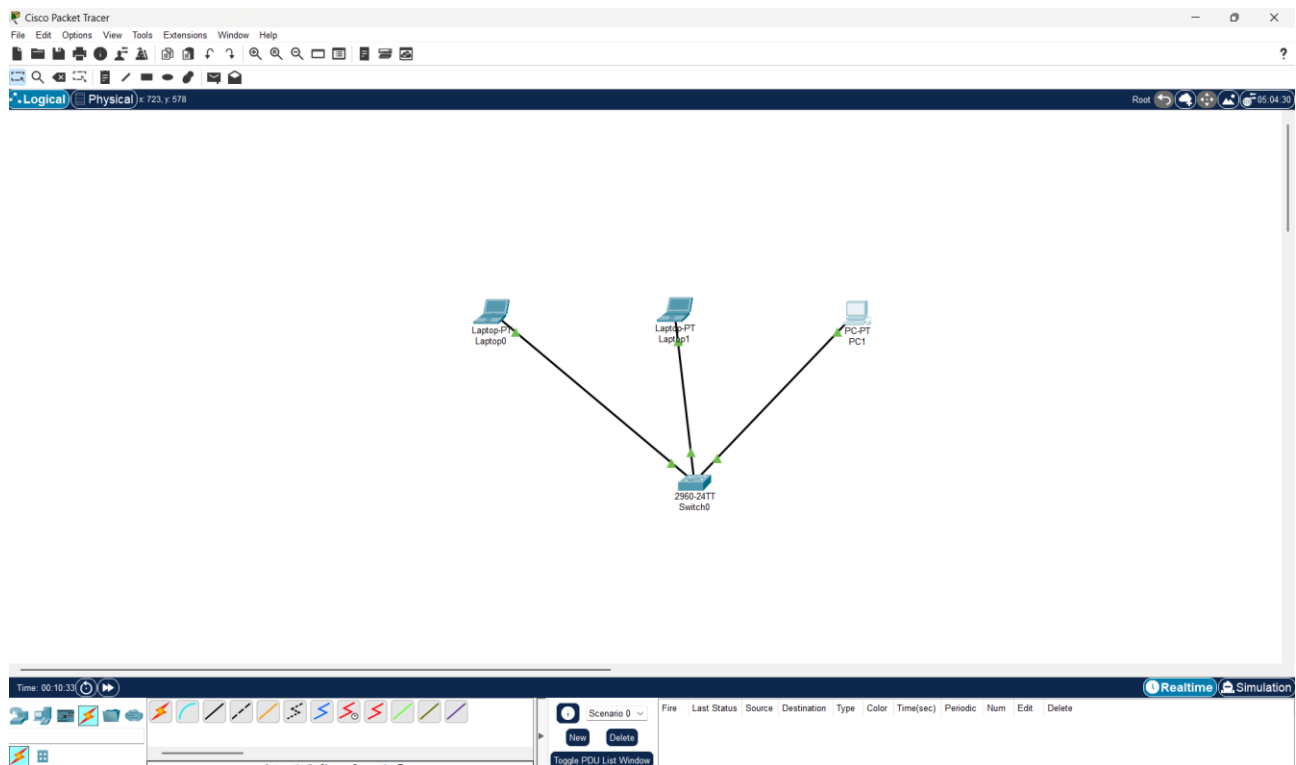 Cisco Packet Tracer
File Edit Options View Tools Extensions Window Help
?
Logical Physical x: 723, y: 578 Root 05:04:30
Laptop-PT
Laptop0
Laptop-PT
Laptop1
PC-PT
PC1
2960-24TT
Switch0
Time: 00:10:33 Realtime Simulation
Scenario 0 Fire Last Status Source Destination Type Color Time(sec) Periodic Num Edit Delete
New Delete
Toggle PDU List Window